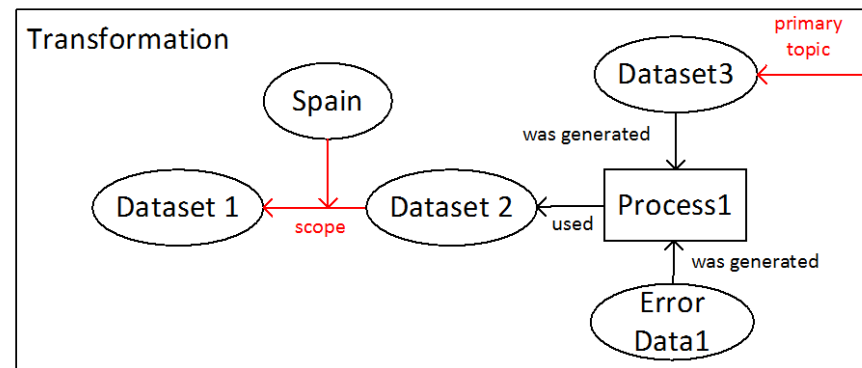 Transformation
primary
topic
Dataset3
Spain
was generated
Dataset 1
scope
Dataset 2
used
Process1
was generated
Error
Data1